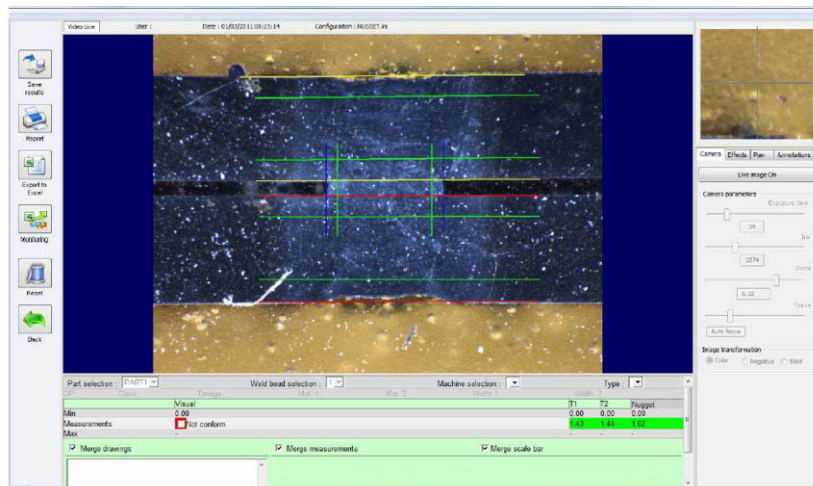 Video Live
User :
Date : 01/03/2011 08:23:14
Configuration : NUGGET.ini
Save results
Report
Export to Excel
Monitoring
Reset
Back
Camera
Effects
Plan
Annotations
Live image ON
Camera parameters
Exposure time
39
Iris
1574
Zoom
6.10
Focus
Auto focus
Image transformation
Color
Negative
B&W
Part selection : PART1
Weld bead selection : 1
Machine selection :
Type :
Visual T1 T2 Nugget
Min 0.00 0.00 0.00 0.00
Measurements Not conform 1.43 1.44 1.62
Max - - - -
Merge drawings
Merge measurements
Merge scale bar